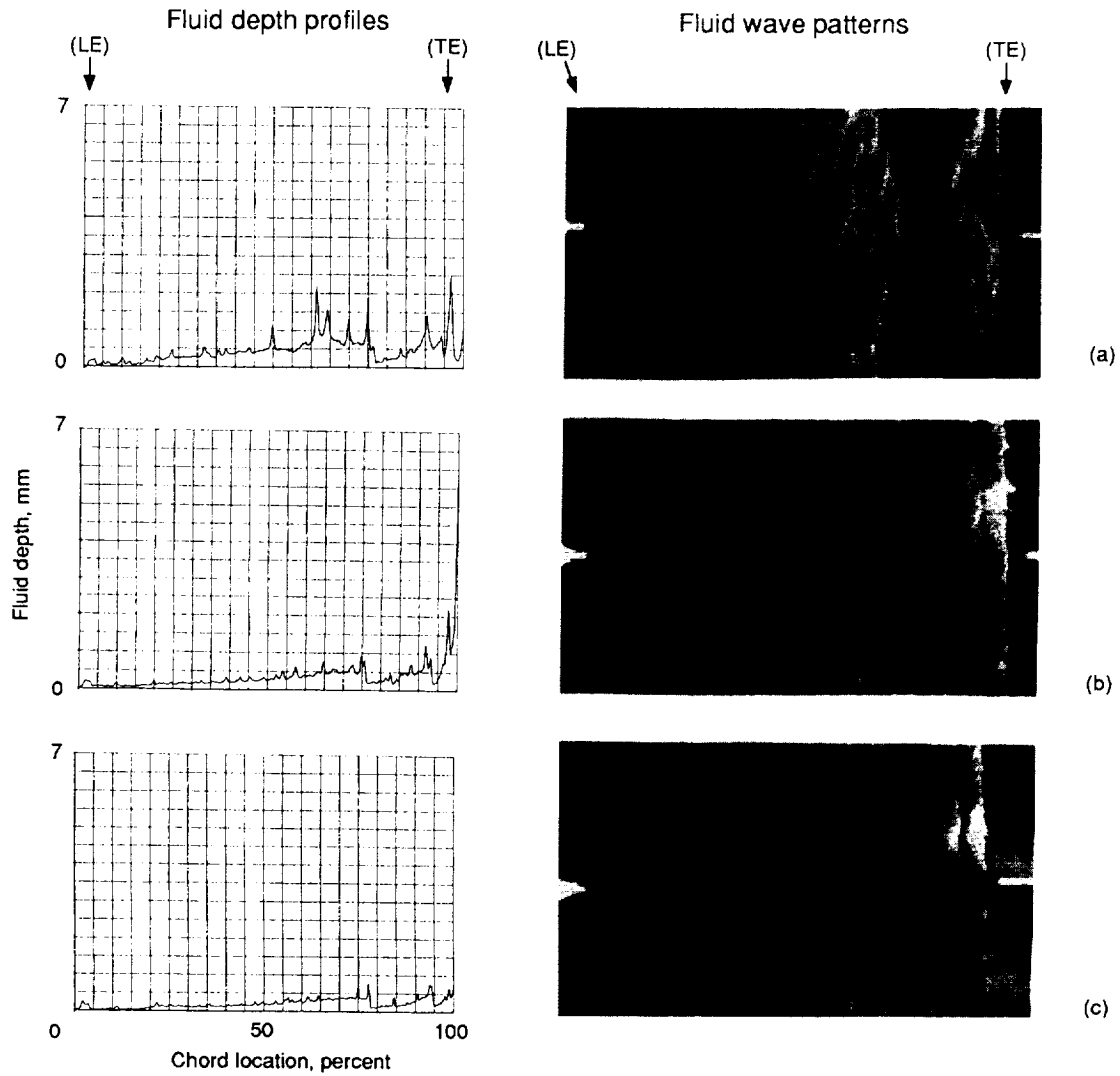 Fluid depth profiles
Fluid wave patterns
(LE)
(TE)
(LE)
(TE)
7
0
(a)
7
Fluid depth, mm
0
(b)
7
0
50
100
Chord location, percent
(c)